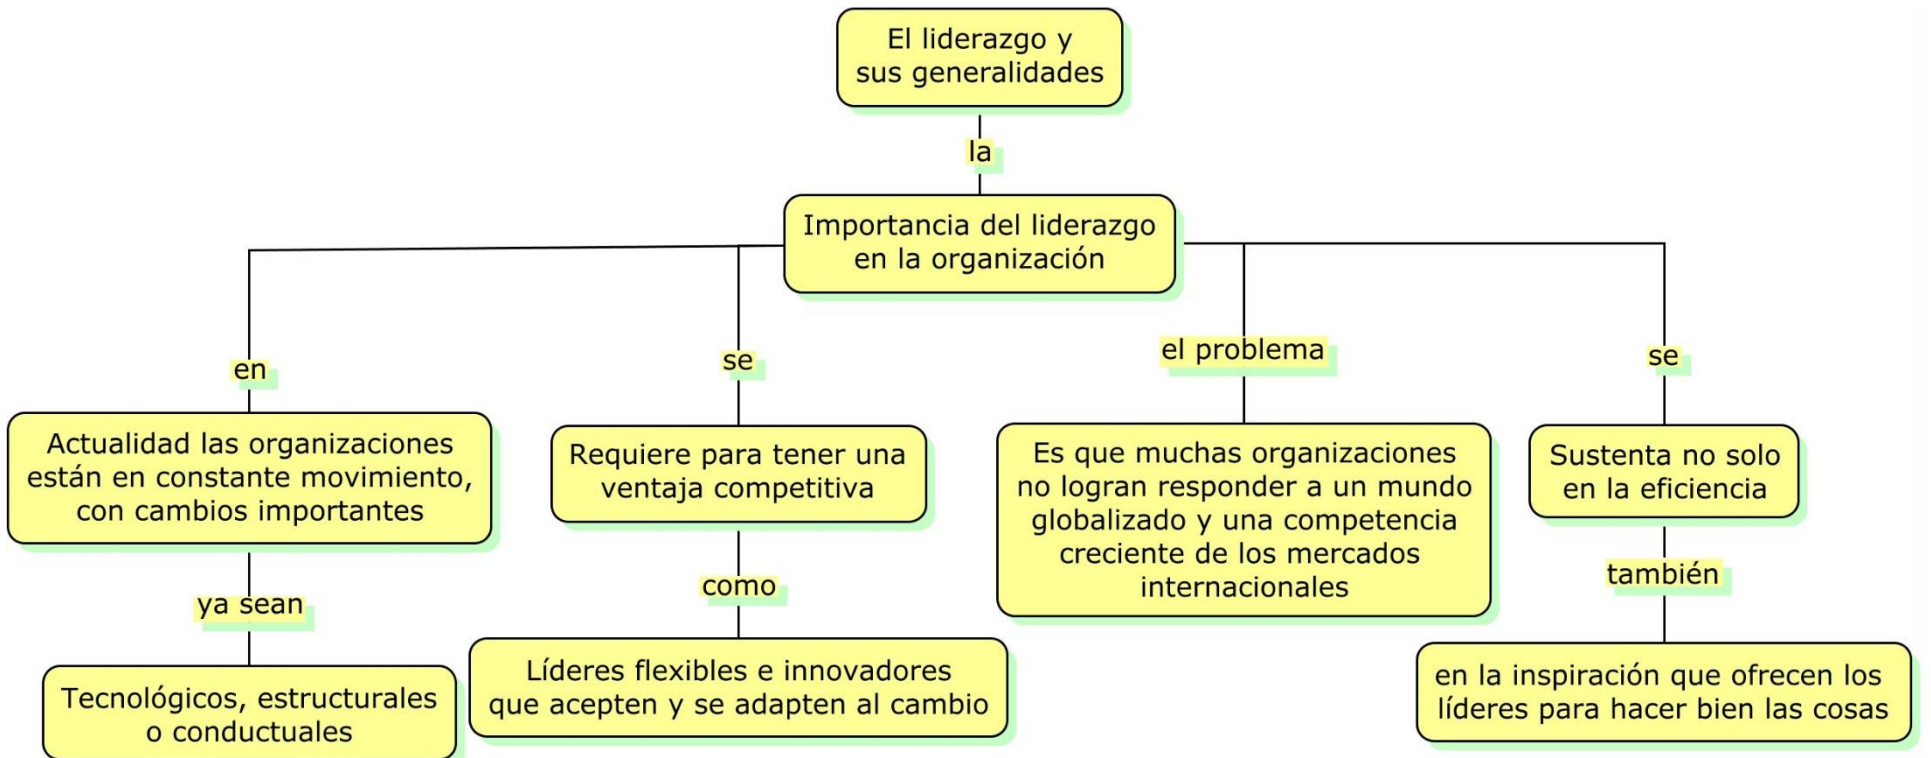 El liderazgo y
sus generalidades
la
Importancia del liderazgo
en la organización
en
Actualidad las organizaciones
están en constante movimiento,
con cambios importantes
ya sean
Tecnológicos, estructurales
o conductuales
se
Requiere para tener una
ventaja competitiva
como
Líderes flexibles e innovadores
que acepten y se adapten al cambio
el problema
Es que muchas organizaciones
no logran responder a un mundo
globalizado y una competencia
creciente de los mercados
internacionales
se
Sustenta no solo
en la eficiencia
también
en la inspiración que ofrecen los
líderes para hacer bien las cosas